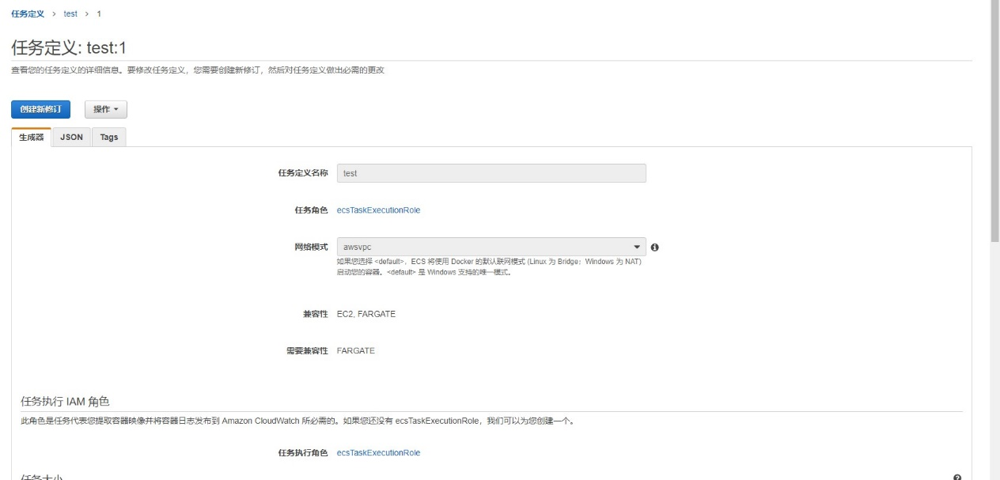 任务定义 > test > 1
任务定义: test:1
查看您的任务定义的详细信息。要修改任务定义，您需要创建新修订，然后对任务定义做出必需的更改
创建新修订 操作
生成器 JSON Tags
任务定义名称 test
任务角色 ecsTaskExecutionRole
网络模式 awsvpc
如果您选择 <default>，ECS 将使用 Docker 的默认联网模式 (Linux 为 Bridge；Windows 为 NAT)
启动您的容器。<default> 是 Windows 支持的唯一模式。
兼容性 EC2, FARGATE
需要兼容性 FARGATE
任务执行 IAM 角色
此角色是任务代表您提取容器映像并将容器日志发布到 Amazon CloudWatch 所必需的。如果您还没有 ecsTaskExecutionRole，我们可以为您创建一个。
任务执行角色 ecsTaskExecutionRole
任务大小